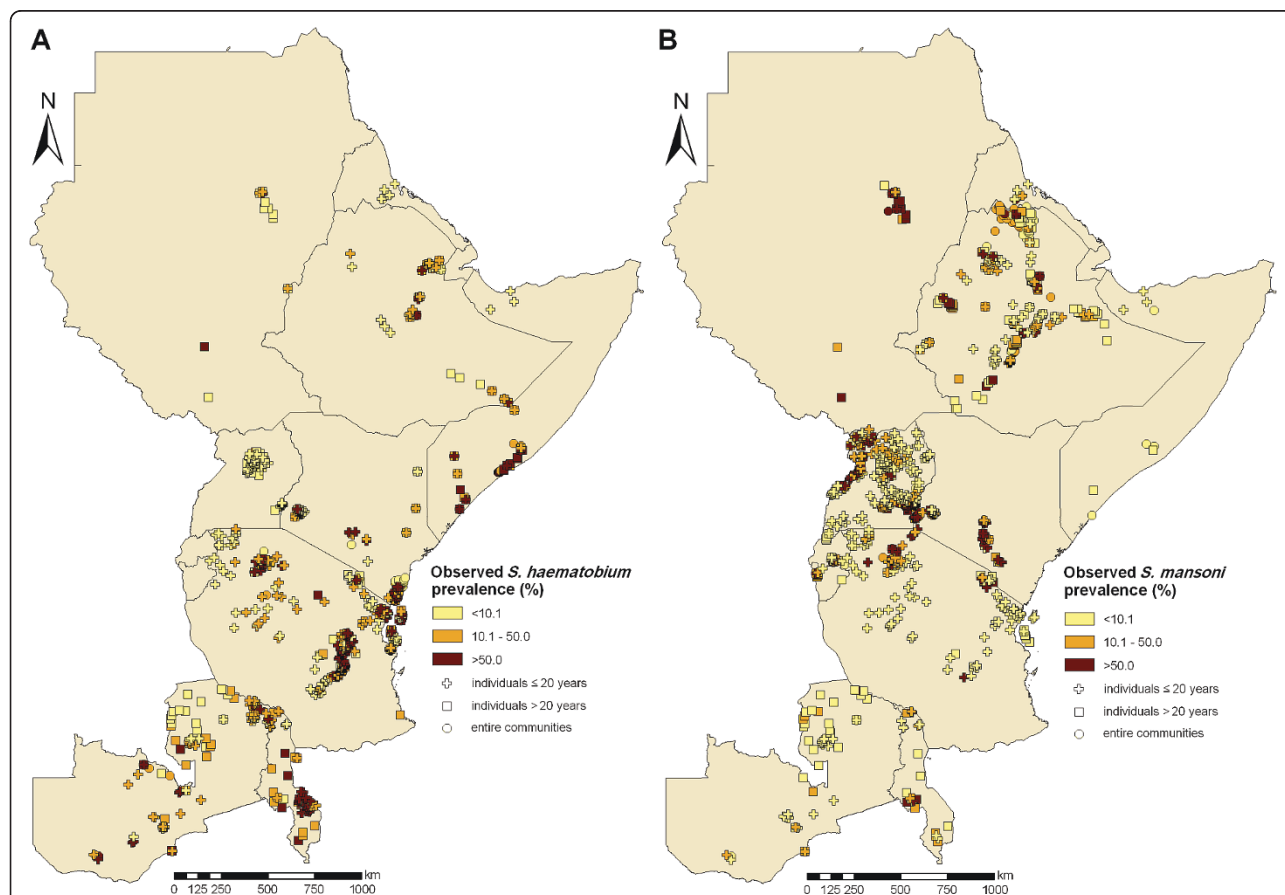 A
N
Observed S. haematobium
prevalence (%)
<10.1
10.1 - 50.0
>50.0
individuals ≤ 20 years
individuals > 20 years
entire communities
km
0 125 250 500 750 1000
B
N
Observed S. mansoni
prevalence (%)
<10.1
10.1 - 50.0
>50.0
individuals ≤ 20 years
individuals > 20 years
entire communities
km
0 125 250 500 750 1000